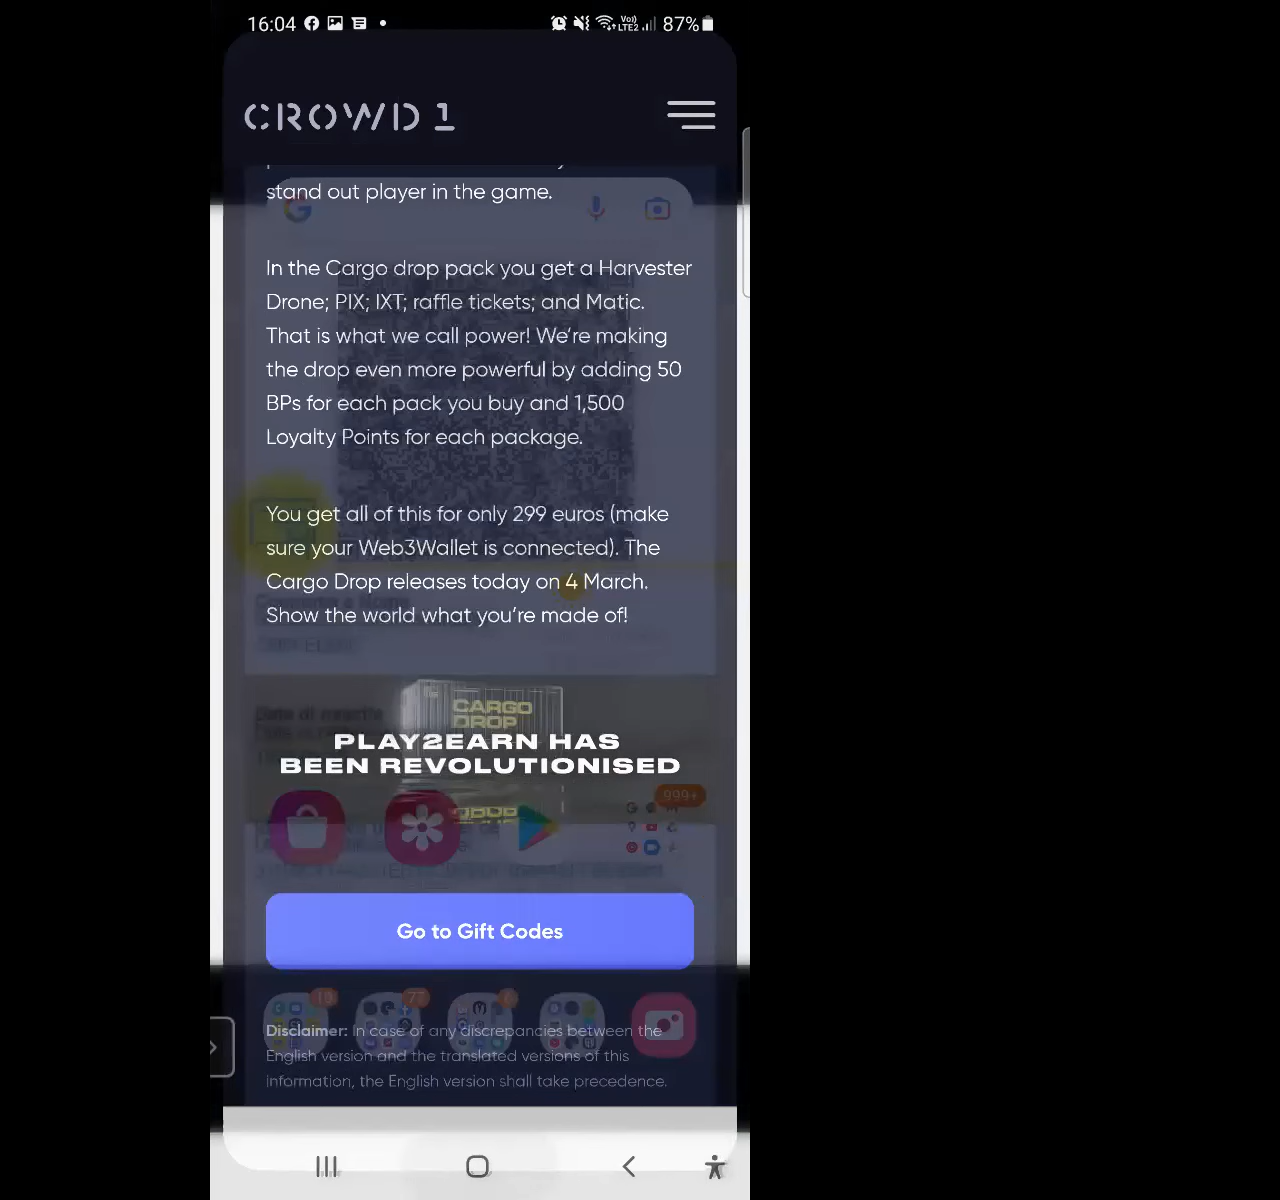 16:04
Vo))
LTE2
87%
CROWD 1
stand out player in the game.
In the Cargo drop pack you get a Harvester
Drone; PIX; IXT; raffle tickets; and Matic.
That is what we call power! We’re making
the drop even more powerful by adding 50
BPs for each pack you buy and 1,500
Loyalty Points for each package.
You get all of this for only 299 euros (make
sure your Web3Wallet is connected). The
Cargo Drop releases today on 4 March.
Show the world what you’re made of!
CARGO
DROP
PLAY2EARN HAS
BEEN REVOLUTIONISED
999+
Go to Gift Codes
77
Disclaimer: In case of any discrepancies between the
English version and the translated versions of this
information, the English version shall take precedence.